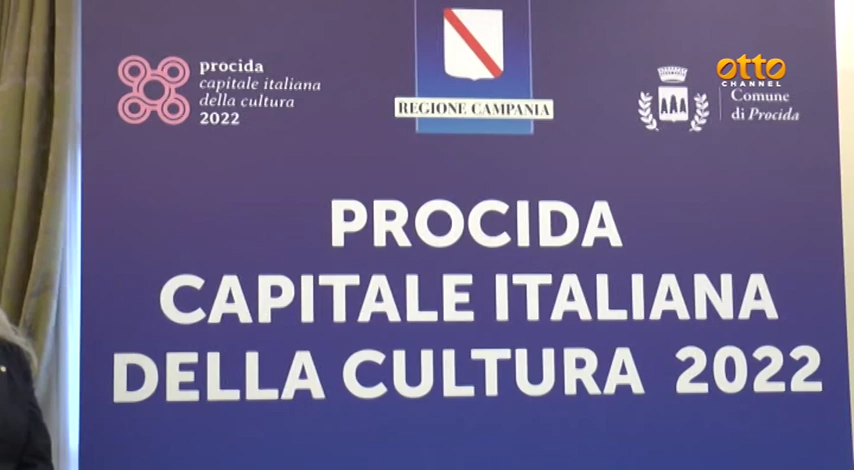 procida
capitale italiana
della cultura
2022
REGIONE CAMPANIA
otto
CHANNEL
Comune
di Procida
PROCIDA
CAPITALE ITALIANA
DELLA CULTURA 2022